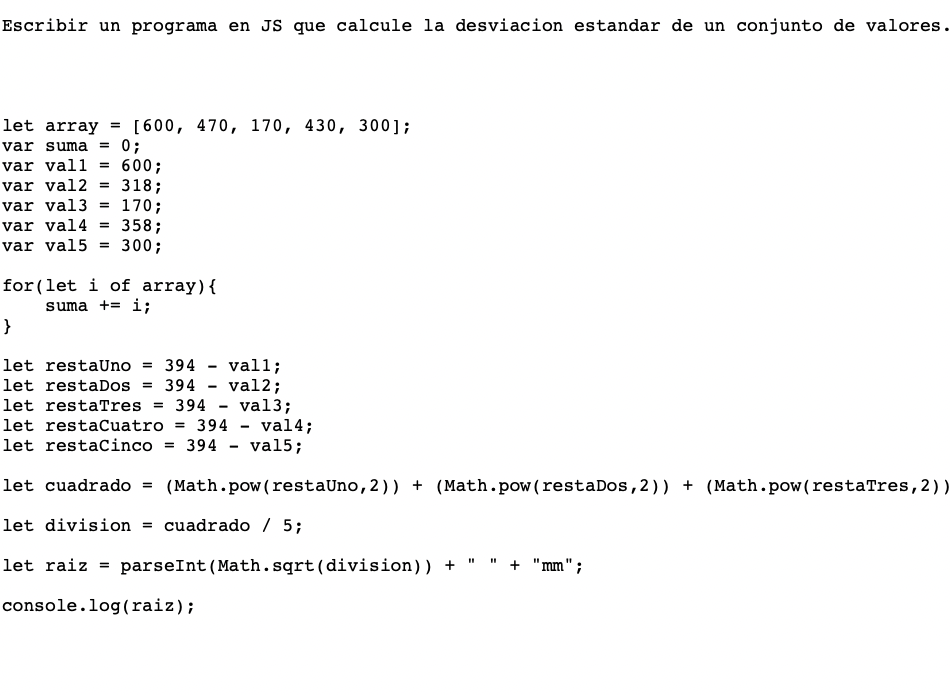 Escribir un programa en JS que calcule la desviacion estandar de un conjunto de valores.
let array = [600, 470, 170, 430, 300];
var suma = 0;
var val1 = 600;
var val2 = 318;
var val3 = 170;
var val4 = 358;
var val5 = 300;
for(let i of array){
    suma += i;
}
let restaUno = 394 - val1;
let restaDos = 394 - val2;
let restaTres = 394 - val3;
let restaCuatro = 394 - val4;
let restaCinco = 394 - val5;
let cuadrado = (Math.pow(restaUno,2)) + (Math.pow(restaDos,2)) + (Math.pow(restaTres,2))
let division = cuadrado / 5;
let raiz = parseInt(Math.sqrt(division)) + " " + "mm";
console.log(raiz);